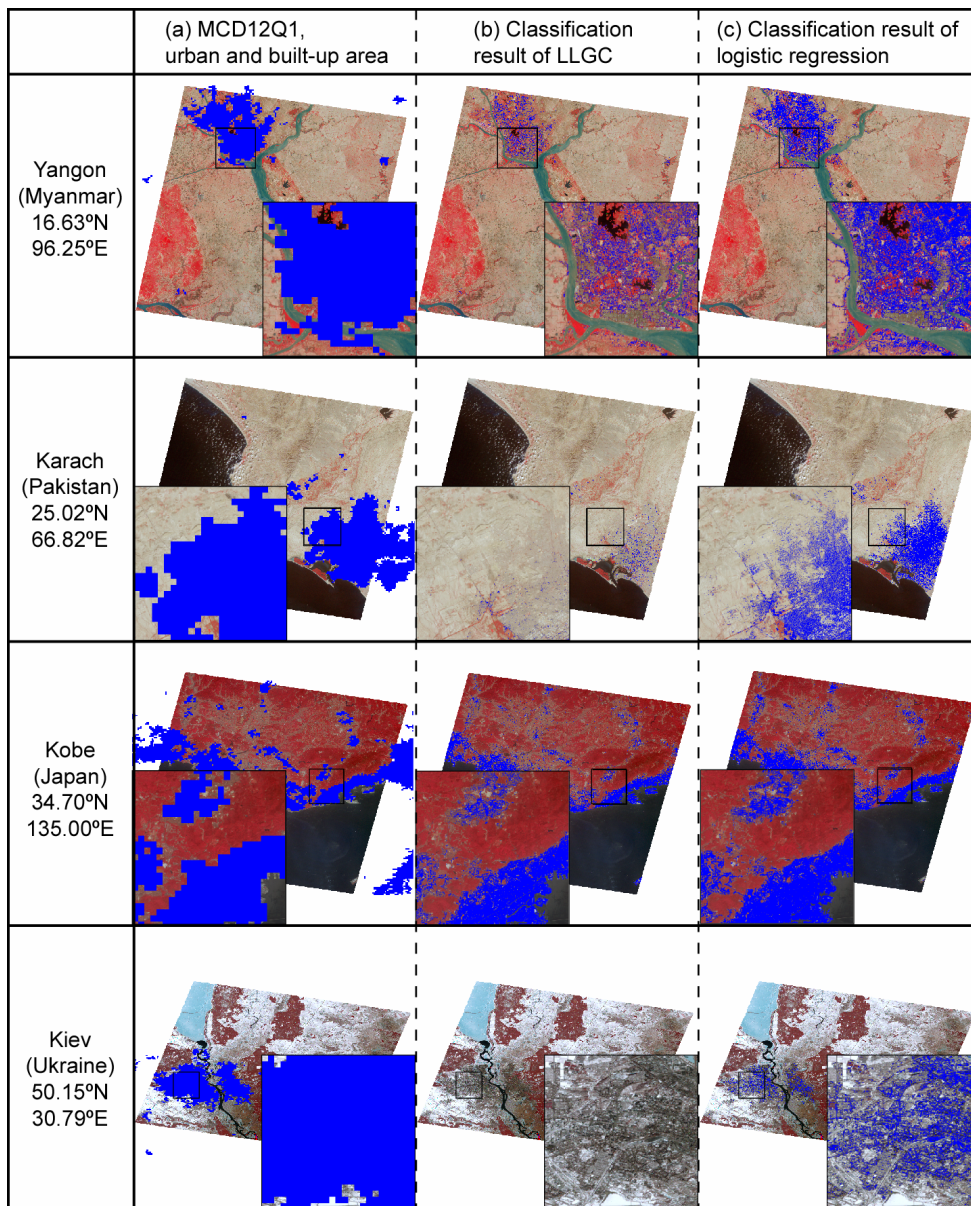 (a) MCD12Q1,
urban and built-up area
(b) Classification
result of LLGC
(c) Classification result of
logistic regression
Yangon
(Myanmar)
16.63ºN
96.25ºE
Karach
(Pakistan)
25.02ºN
66.82ºE
Kobe
(Japan)
34.70ºN
135.00ºE
Kiev
(Ukraine)
50.15ºN
30.79ºE